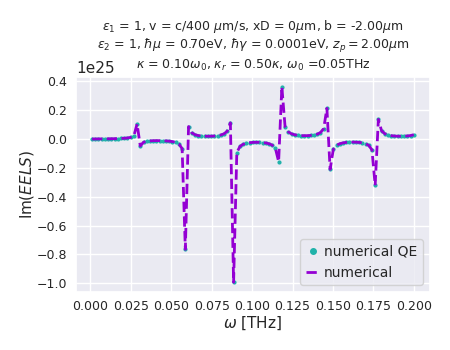 ε₁ = 1, v = c/400 μm/s, xD = 0μm, b = -2.00μm
ε₂ = 1, ℏμ = 0.70eV, ℏγ = 0.0001eV, zₚ = 2.00μm
κ = 0.10ω₀, κᵣ = 0.50κ, ω₀ =0.05THz
1e25
0.4
0.2
0.0
−0.2
−0.4
−0.6
−0.8
−1.0
Im(EELS)
numerical QE
numerical
0.000 0.025 0.050 0.075 0.100 0.125 0.150 0.175 0.200
ω [THz]